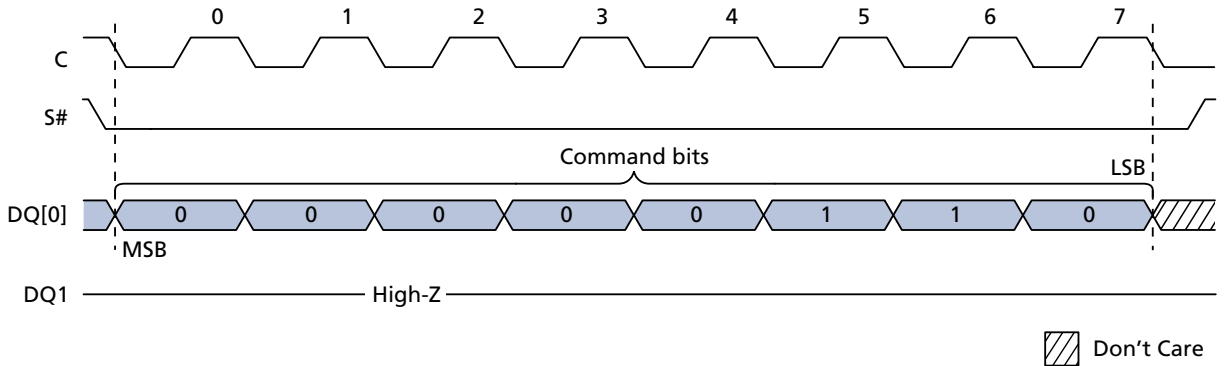 0 1 2 3 4 5 6 7
C
S#
Command bits
LSB
DQ[0] 0 0 0 0 0 1 1 0
MSB
DQ1 High-Z
Don't Care